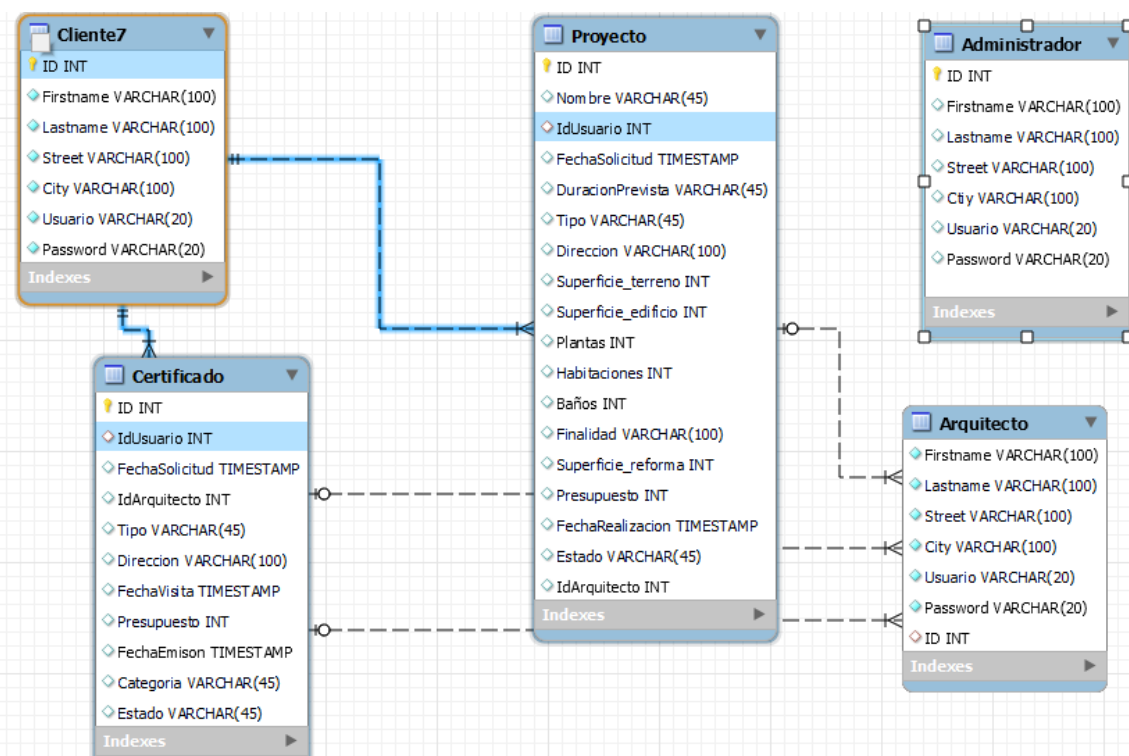 Cliente7
ID INT
Firstname VARCHAR(100)
Lastname VARCHAR(100)
Street VARCHAR(100)
City VARCHAR(100)
Usuario VARCHAR(20)
Password VARCHAR(20)
Indexes
Proyecto
ID INT
Nombre VARCHAR(45)
IdUsuario INT
FechaSolicitud TIMESTAMP
DuracionPrevista VARCHAR(45)
Tipo VARCHAR(45)
Direccion VARCHAR(100)
Superficie_terreno INT
Superficie_edificio INT
Plantas INT
Habitaciones INT
Baños INT
Finalidad VARCHAR(100)
Superficie_reforma INT
Presupuesto INT
FechaRealizacion TIMESTAMP
Estado VARCHAR(45)
IdArquitecto INT
Indexes
Administrador
ID INT
Firstname VARCHAR(100)
Lastname VARCHAR(100)
Street VARCHAR(100)
Ctiy VARCHAR(100)
Usuario VARCHAR(20)
Password VARCHAR(20)
Indexes
Certificado
ID INT
IdUsuario INT
FechaSolicitud TIMESTAMP
IdArquitecto INT
Tipo VARCHAR(45)
Direccion VARCHAR(100)
FechaVisita TIMESTAMP
Presupuesto INT
FechaEmison TIMESTAMP
Categoria VARCHAR(45)
Estado VARCHAR(45)
Indexes
Arquitecto
Firstname VARCHAR(100)
Lastname VARCHAR(100)
Street VARCHAR(100)
City VARCHAR(100)
Usuario VARCHAR(20)
Password VARCHAR(20)
ID INT
Indexes